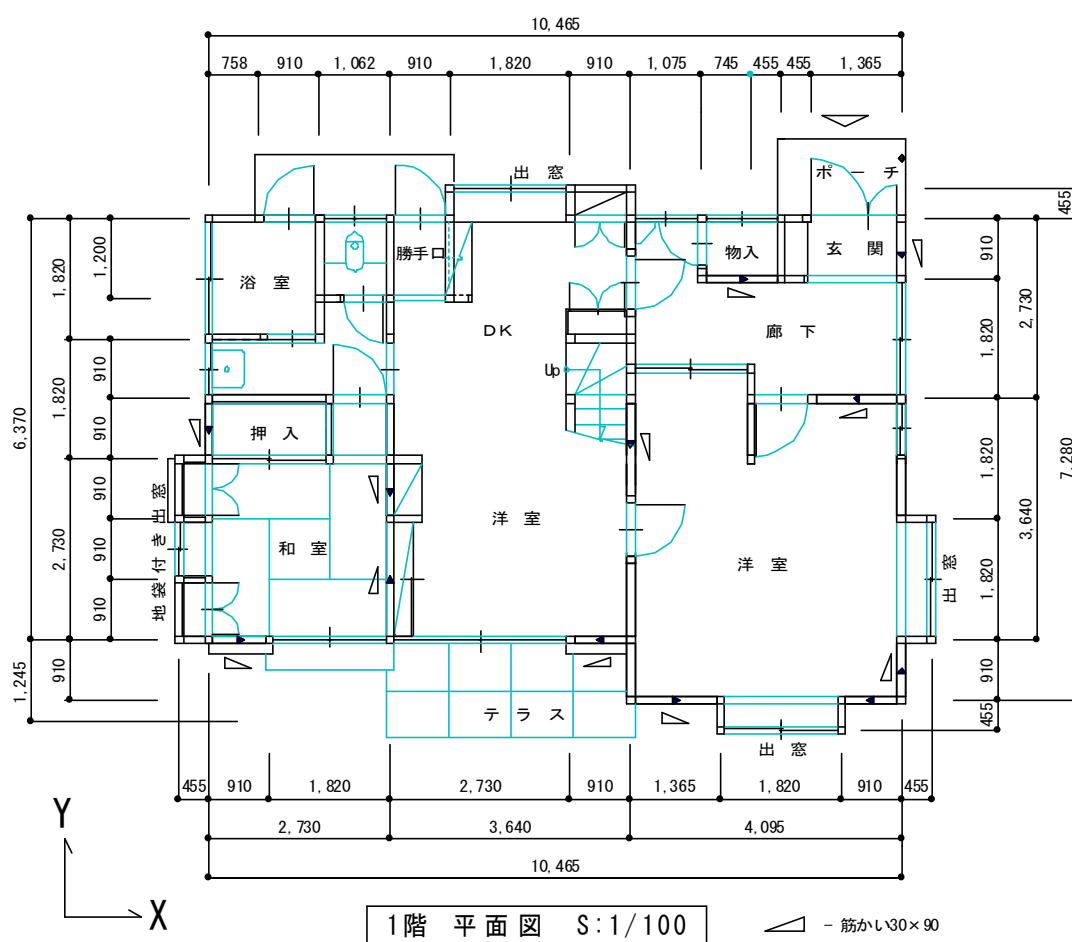 10,465
758 910 1,062 910 1,820 910 1,075 745 455 455 1,365
出窓
ポーチ
455
1,200
1,820
浴室
勝手口
物入
玄関
910
2,730
DK
廊下
1,820
Up
910
1,820
6,370
押入
910
1,820
7,280
910
地袋付き出窓
和室
洋室
洋室
3,640
2,730
910
1,820
出窓
910
1,245
910
テラス
910
455
出窓
455 910 1,820 2,730 910 1,365 1,820 910 455
2,730 3,640 4,095
10,465
Y
X
1階 平面図 S:1/100
- 筋かい30×90